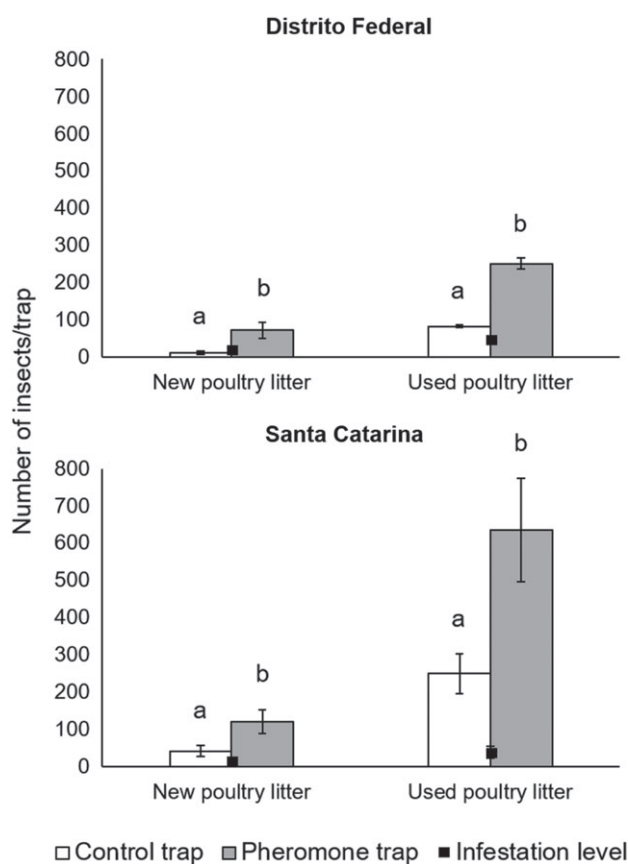 Distrito Federal
800
700
600
500
400
300
200
100
0
a
b
a
b
New poultry litter
Used poultry litter
Number of insects/trap
Santa Catarina
800
700
600
500
400
300
200
100
0
a
b
a
b
New poultry litter
Used poultry litter
Control trap
Pheromone trap
Infestation level